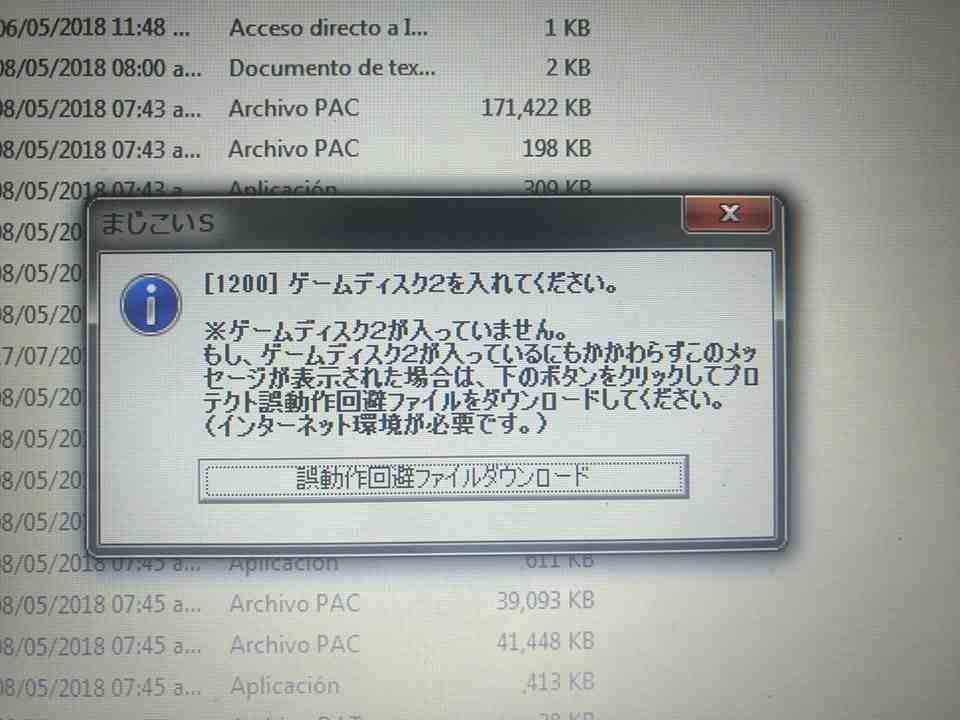 06/05/2018 11:48 ... Acceso directo a I... 1 KB
08/05/2018 08:00 a... Documento de tex... 2 KB
08/05/2018 07:43 a... Archivo PAC 171,422 KB
08/05/2018 07:43 a... Archivo PAC 198 KB
08/05/2018 07:43 a... Aplicación 309 KB
08/05/20
08/05/20
08/05/20
17/07/20
08/05/20
08/05/20
08/05/20
08/05/20
まじこいS
[1200] ゲームディスク2を入れてください。
※ゲームディスク2が入っていません。
もし、ゲームディスク2が入っているにもかかわらずこのメッ
セージが表示された場合は、下のボタンをクリックしてプロ
テクト誤動作回避ファイルをダウンロードしてください。
(インターネット環境が必要です。)
誤動作回避ファイルダウンロード
08/05/2018 07:45 a... Aplicación 611 KB
08/05/2018 07:45 a... Archivo PAC 39,093 KB
08/05/2018 07:45 a... Archivo PAC 41,448 KB
08/05/2018 07:45 a... Aplicación 413 KB